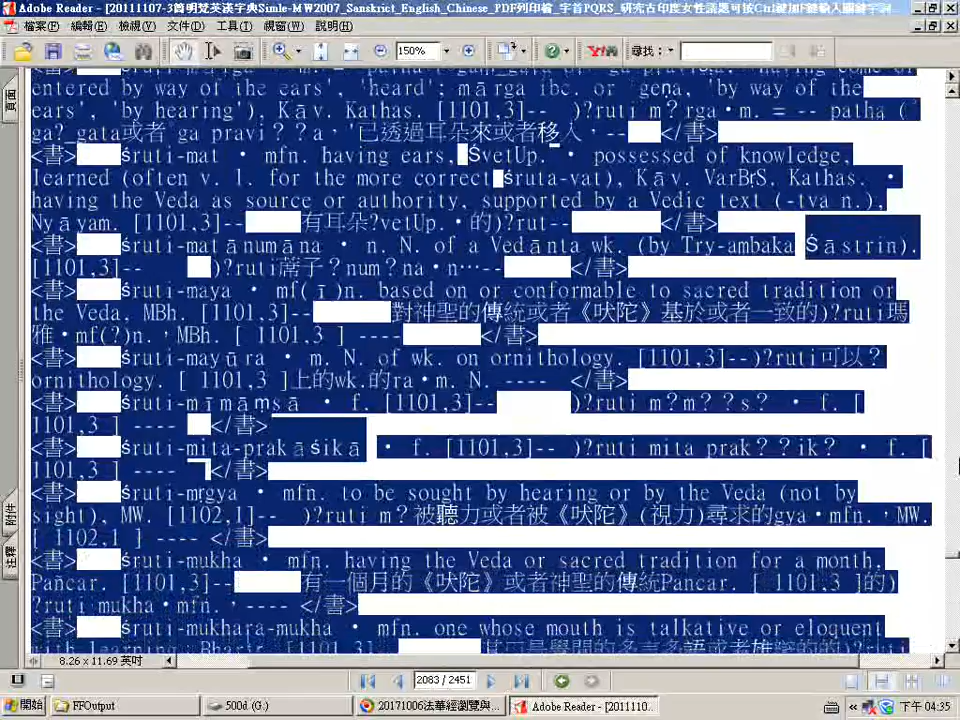 Adobe Reader - [20111107-3簡明梵英漢字典Simle-MW2007_Sanskrict_English_Chinese_PDF列印檔_字首PQRS_研究古印度女性議題可按Ctrl鍵加F鍵輸入關鍵字詞
檔案(F) 編輯(E) 檢視(V) 文件(D) 工具(T) 視窗(W) 說明(H)
150% 尋找：
entered by way of the ears', 'heard'; mārga ibc. or °geṇa, 'by way of the
ears', 'by hearing'), Kāv. Kathas. [1101,3]-- )?ruti m？rga‧m. = -- patha (°
ga?_gata或者°ga pravi？？a，'已透過耳朵來或者移入，-- </書>
<書> śruti-mat ‧ mfn. having ears, ŚvetUp. ‧ possessed of knowledge,
learned (often v. l. for the more correct śruta-vat), Kāv. VarBṛS. Kathas. ‧
having the Veda as source or authority, supported by a Vedic text (-tva n.),
Nyāyam. [1101,3]-- 有耳朵?vetUp.‧的)?rut-- </書>
<書> śruti-matānumāna ‧ n. N. of a Vedānta wk. (by Try-ambaka Śāstrin).
[1101,3]-- )?ruti蓆子？num？na‧n…-- </書>
<書> śruti-maya ‧ mf(ī)n. based on or conformable to sacred tradition or
the Veda, MBh. [1101,3]-- 對神聖的傳統或者《吠陀》基於或者一致的)?ruti瑪
雅‧mf(?)n.，MBh. [ 1101,3 ] ---- </書>
<書> śruti-mayūra ‧ m. N. of wk. on ornithology. [1101,3]--)?ruti可以？
ornithology. [ 1101,3 ]上的wk.的ra‧m. N. ---- </書>
<書> śruti-mīmāṃsā ‧ f. [1101,3]-- )?ruti m？m？？s？ ‧ f. [
1101,3 ] ---- </書>
<書> śruti-mita-prakāśikā ‧ f. [1101,3]-- )?ruti mita prak？？ik？ ‧ f. [
1101,3 ] ---- </書>
<書> śruti-mṛgya ‧ mfn. to be sought by hearing or by the Veda (not by
sight), MW. [1102,1]-- )?ruti m？被聽力或者被《吠陀》(視力)尋求的gya‧mfn.，MW.
[ 1102,1 ] ---- </書>
<書> śruti-mukha ‧ mfn. having the Veda or sacred tradition for a month,
Pañcar. [1101,3]-- 有一個月的《吠陀》或者神聖的傳統Pancar. [ 1101,3 ]的)
?ruti mukha‧mfn.，---- </書>
<書> śruti-mukhara-mukha ‧ mfn. one whose mouth is talkative or eloquent
頁面
附件
註釋
8.26 x 11.69 英吋
2083 / 2451
開始 FFOutput 500d (G:) 20171006法華經瀏覽與... Adobe Reader - [2011110... 下午 04:35